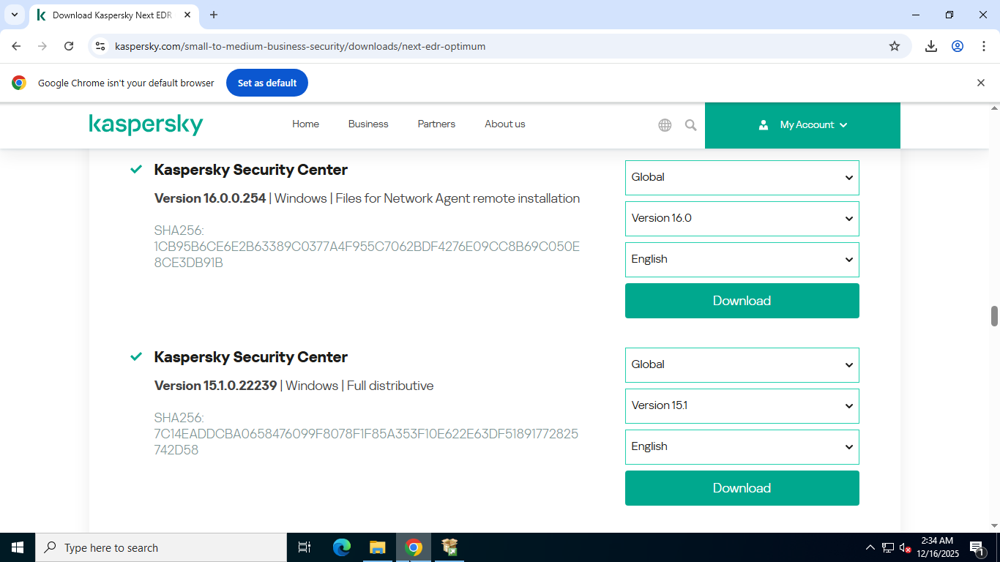 Download Kaspersky Next EDR
kaspersky.com/small-to-medium-business-security/downloads/next-edr-optimum
Google Chrome isn't your default browser
Set as default
kaspersky
Home
Business
Partners
About us
My Account
Kaspersky Security Center
Version 16.0.0.254 | Windows | Files for Network Agent remote installation
SHA256:
1CB95B6CE6E2B63389C0377A4F955C7062BDF4276E09CC8B69C050E
8CE3DB91B
Global
Version 16.0
English
Download
Kaspersky Security Center
Version 15.1.0.22239 | Windows | Full distributive
SHA256:
7C14EADDCBA0658476099F8078F1F85A353F10E622E63DF51891772825
742D58
Global
Version 15.1
English
Download
Type here to search
2:34 AM
12/16/2025
1